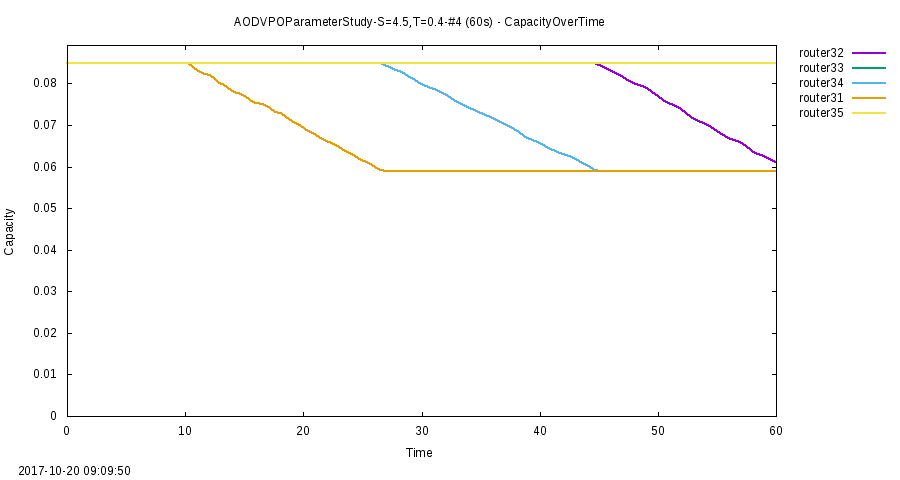 AODVPOParameterStudy-S=4.5,T=0.4-#4 (60s) - CapacityOverTime
router32
router33
router34
router31
router35
0.08
0.07
0.06
0.05
0.04
0.03
0.02
0.01
0
Capacity
0 10 20 30 40 50 60
Time
2017-10-20 09:09:50